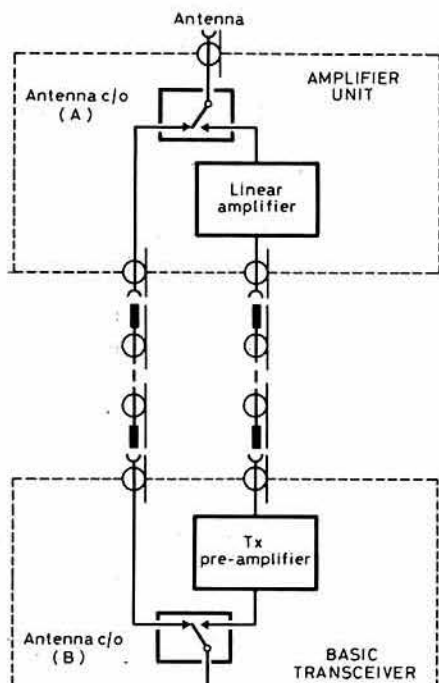 Antenna
AMPLIFIER
UNIT
Antenna c/o
(A)
Linear
amplifier
Tx
pre-amplifier
Antenna c/o
(B)
BASIC
TRANSCEIVER